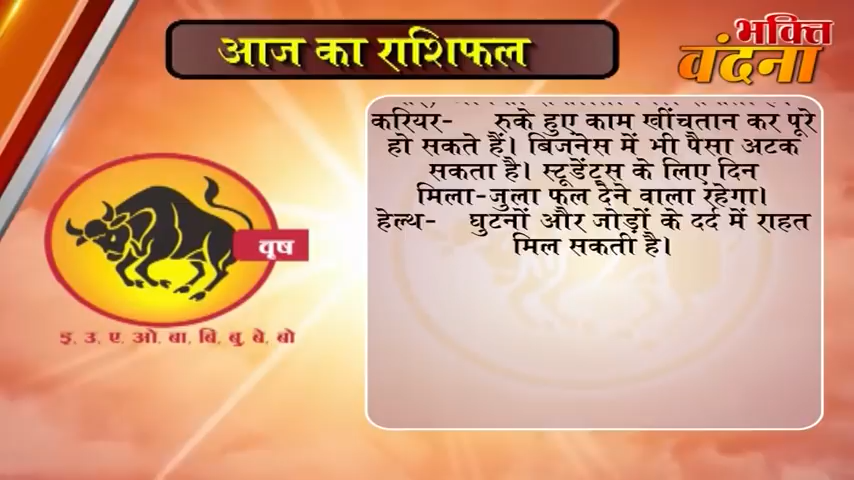 आज का राशिफल
भक्ति
वंदना
करियर- रुके हुए काम खींचतान कर पूरे
हो सकते हैं। बिजनेस में भी पैसा अटक
सकता है। स्टूडेंट्स के लिए दिन
मिला-जुला फल देने वाला रहेगा।
हेल्थ- घुटनों और जोड़ों के दर्द में राहत
मिल सकती है।
वृष
इ, उ, ए, ओ, बा, बि, बु, बे, बो